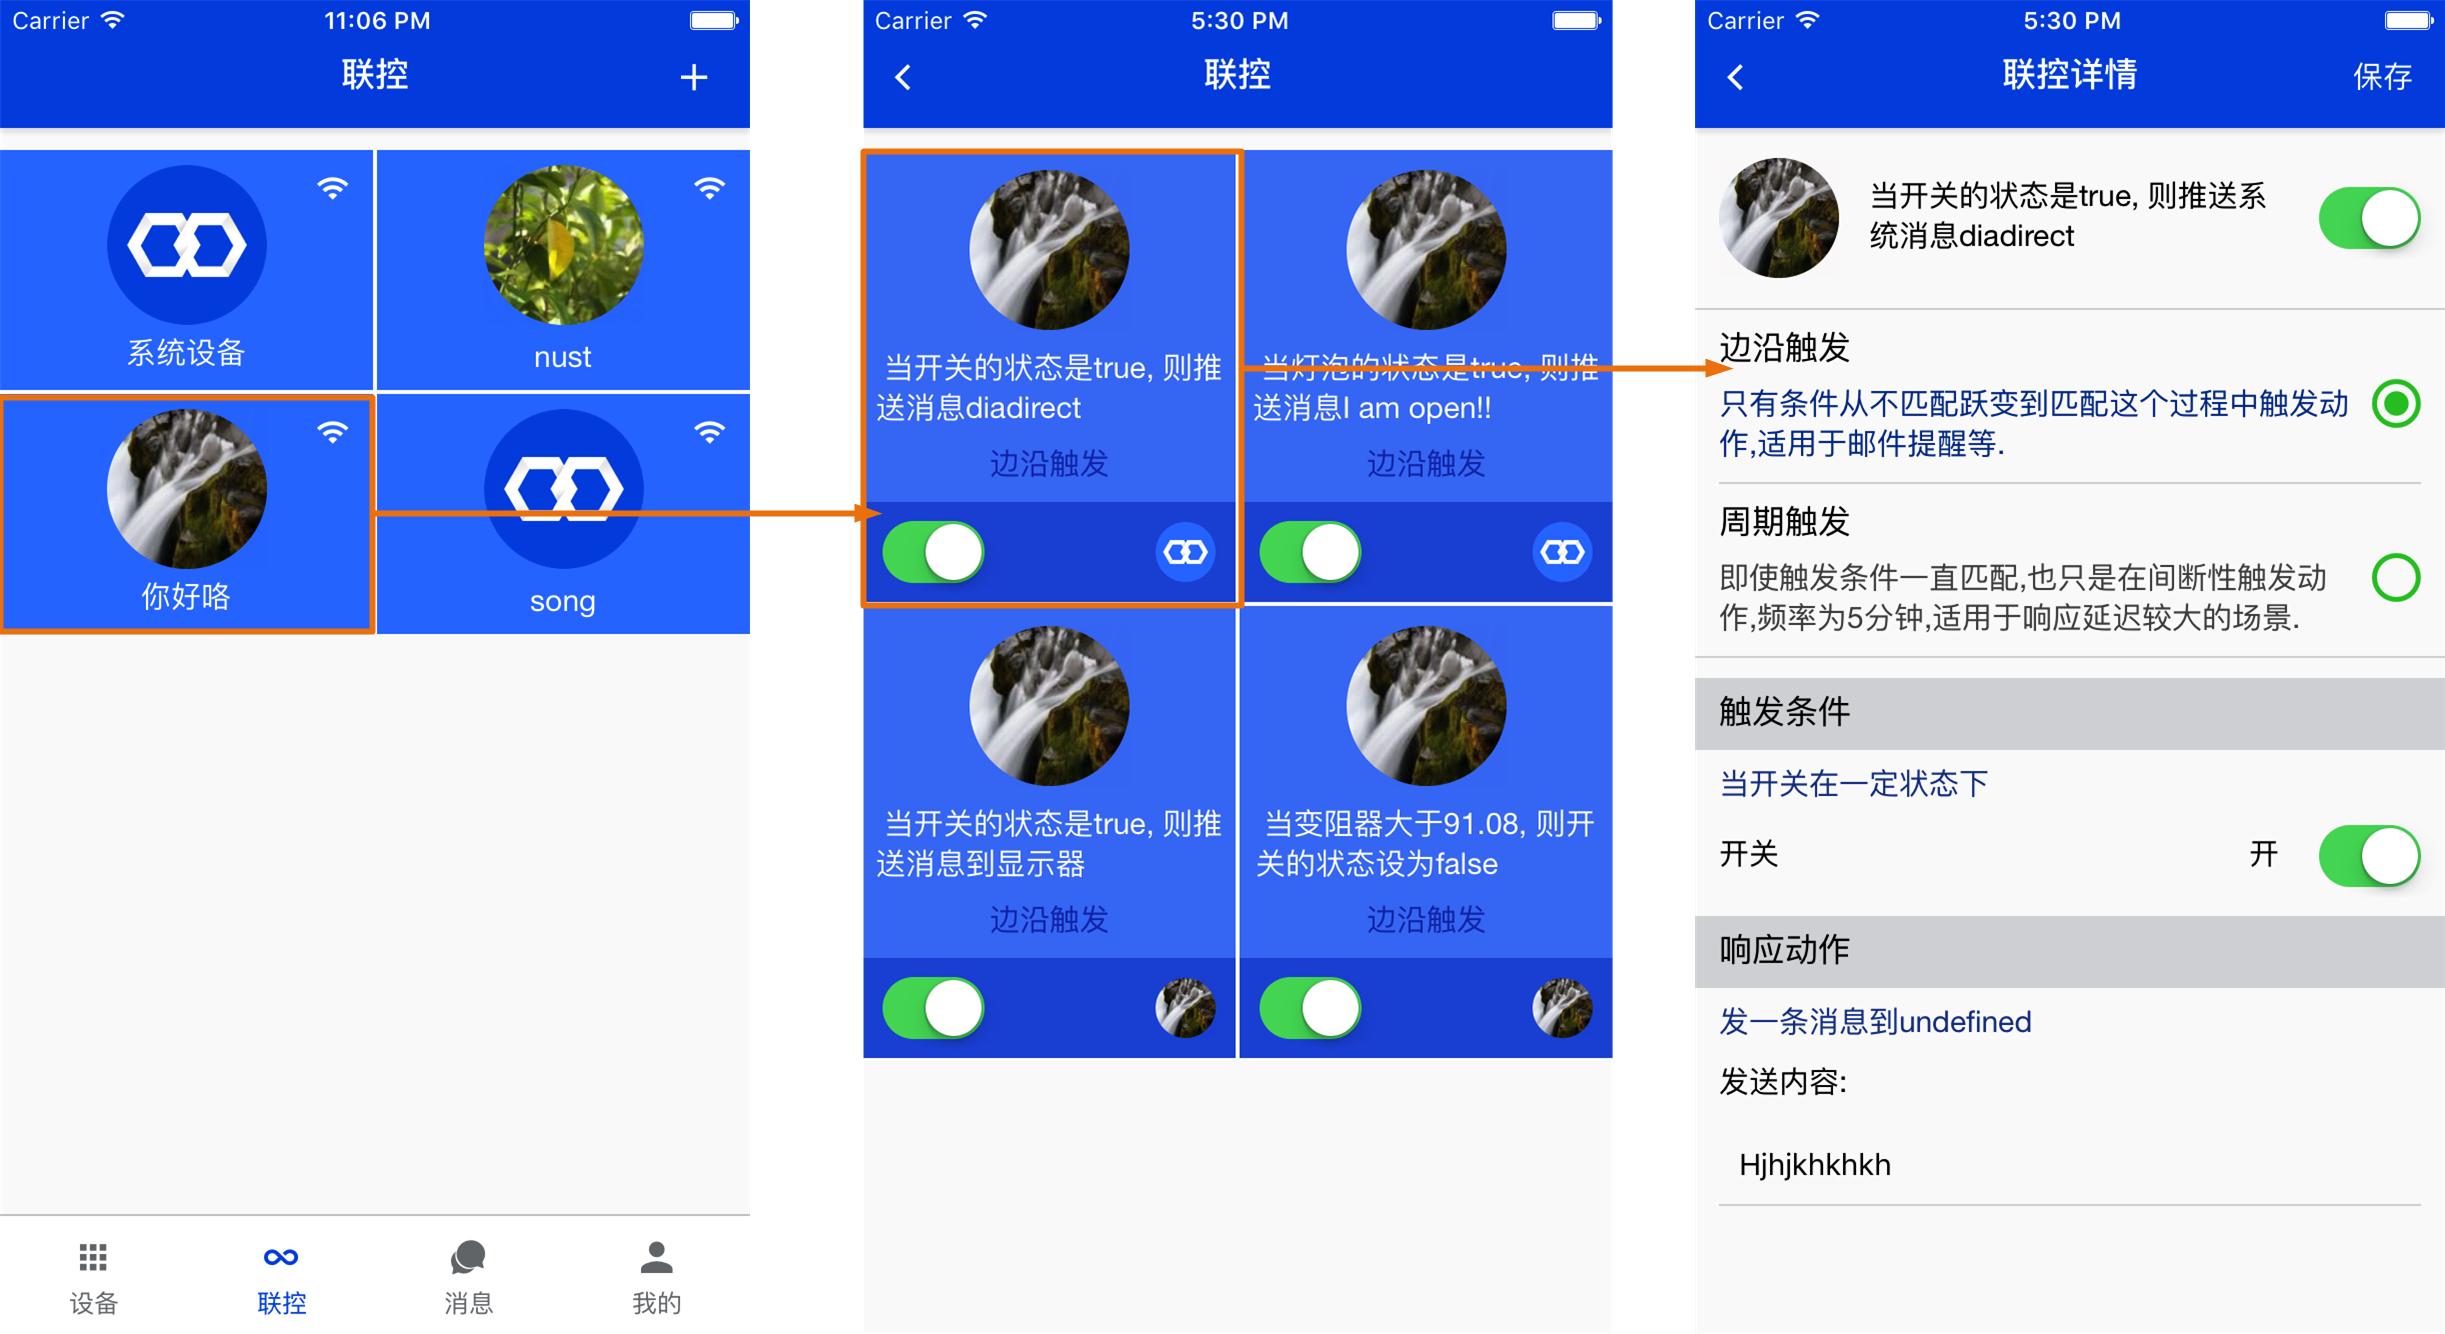 Carrier 11:06 PM
联控
系统设备
nust
你好咯
song
设备
联控
消息
我的
Carrier 5:30 PM
联控
当开关的状态是true, 则推
送消息diadirect
边沿触发
当灯泡的状态是true, 则推
送消息I am open!!
边沿触发
当开关的状态是true, 则推
送消息到显示器
边沿触发
当变阻器大于91.08, 则开
关的状态设为false
边沿触发
Carrier 5:30 PM
联控详情 保存
当开关的状态是true, 则推送系
统消息diadirect
边沿触发
只有条件从不匹配跃变到匹配这个过程中触发动
作,适用于邮件提醒等.
周期触发
即使触发条件一直匹配,也只是在间断性触发动
作,频率为5分钟,适用于响应延迟较大的场景.
触发条件
当开关在一定状态下
开关 开
响应动作
发一条消息到undefined
发送内容:
Hjhjkhkhkh